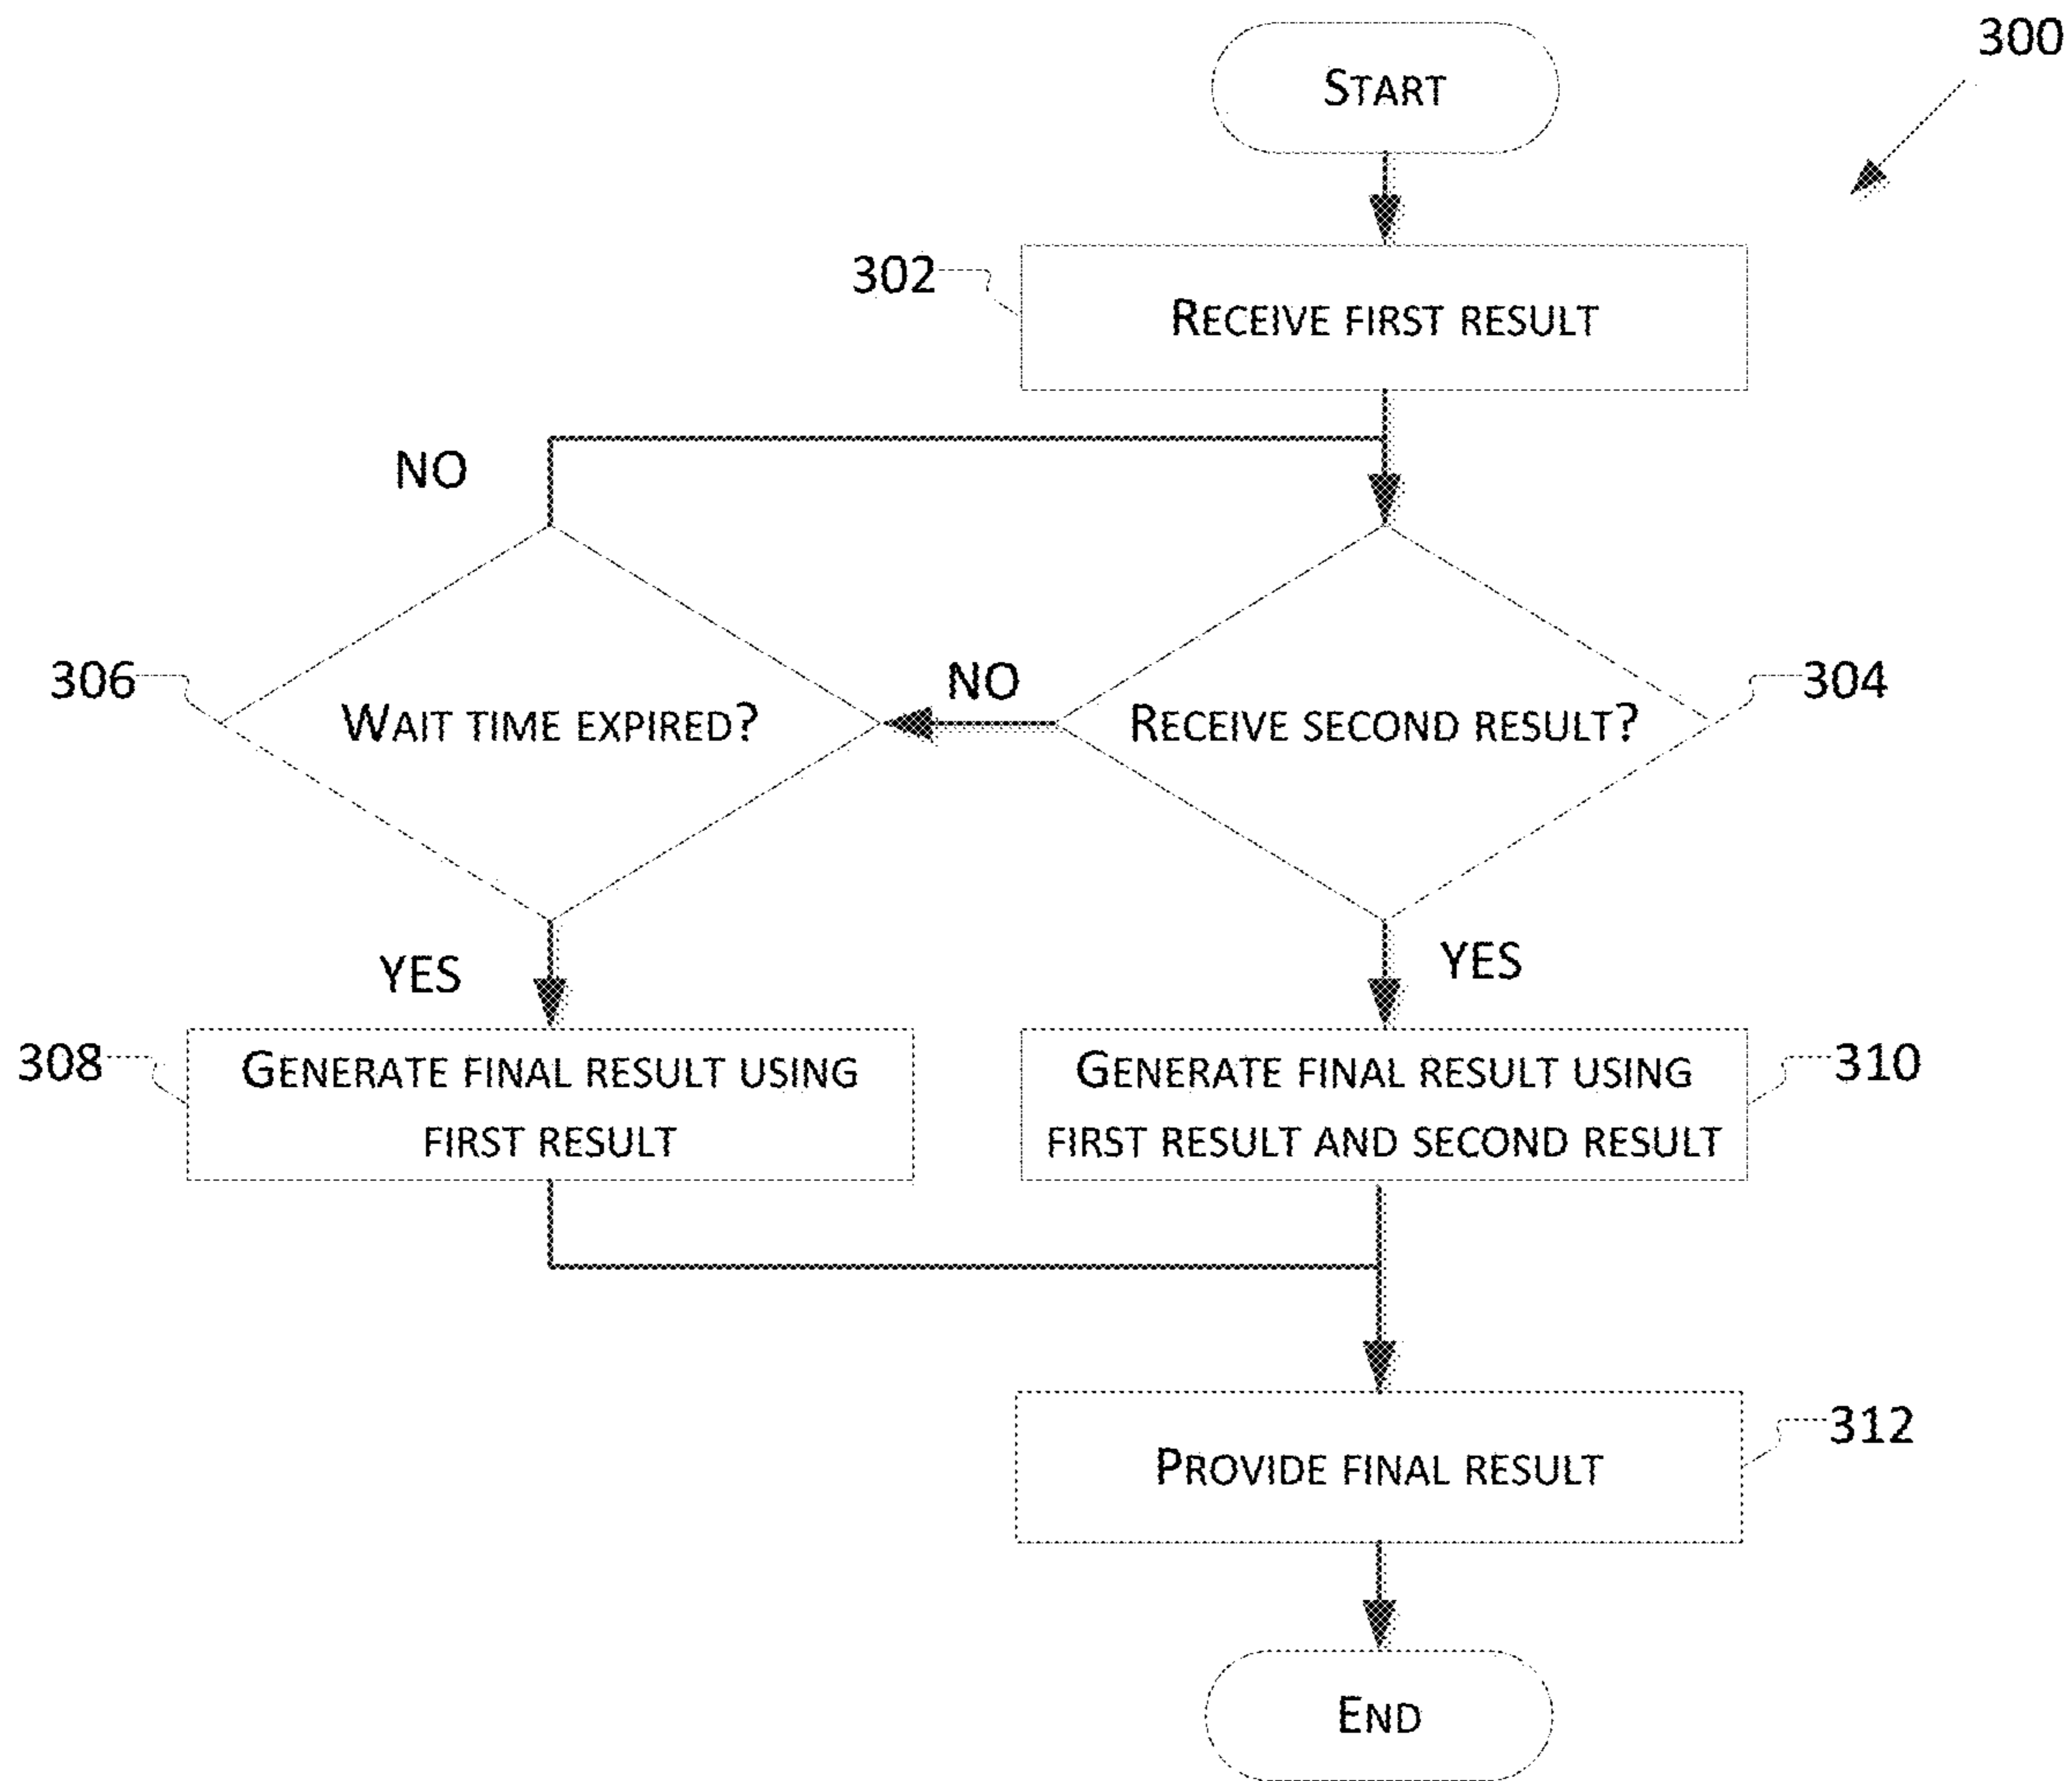 START
300
302
RECEIVE FIRST RESULT
NO
306
WAIT TIME EXPIRED?
NO
RECEIVE SECOND RESULT?
304
YES
YES
308
GENERATE FINAL RESULT USING
FIRST RESULT
GENERATE FINAL RESULT USING
FIRST RESULT AND SECOND RESULT
310
PROVIDE FINAL RESULT
312
END